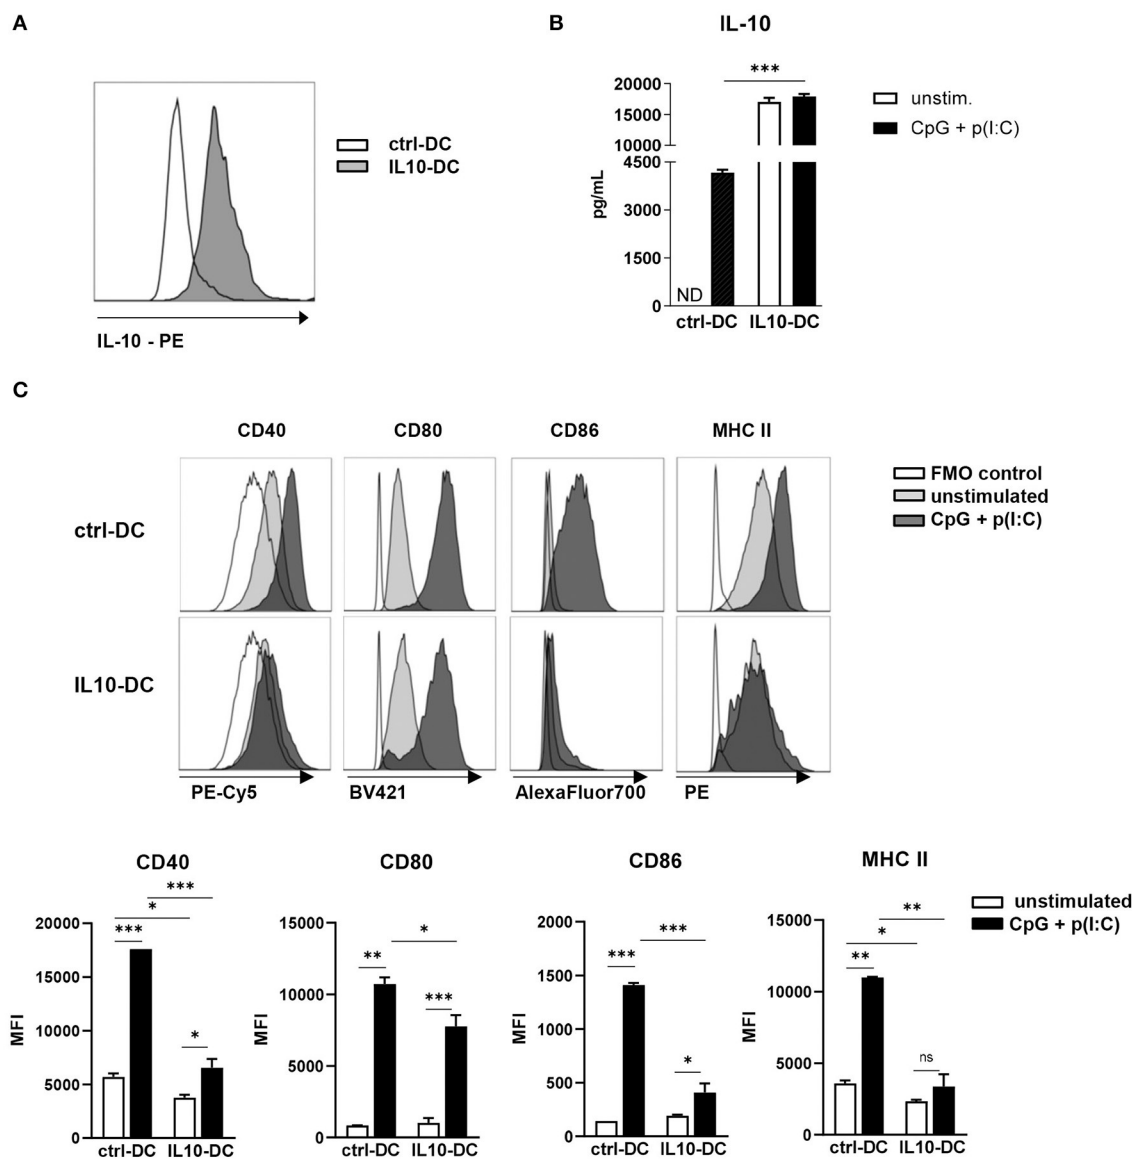 A
ctrl-DC
IL10-DC
IL-10 - PE
B
IL-10
***
20000
15000
10000
4500
3000
1500
0
pg/mL
ND
ctrl-DC IL10-DC
unstim.
CpG + p(I:C)
C
CD40 CD80 CD86 MHC II
ctrl-DC
IL10-DC
FMO control
unstimulated
CpG + p(I:C)
PE-Cy5 BV421 AlexaFluor700 PE
CD40
***
*
***
*
20000
15000
10000
5000
0
MFI
ctrl-DC IL10-DC
CD80
*
**
***
15000
10000
5000
0
MFI
ctrl-DC IL10-DC
CD86
***
***
*
2000
1500
1000
500
0
MFI
ctrl-DC IL10-DC
MHC II
**
*
**
ns
15000
10000
5000
0
MFI
ctrl-DC IL10-DC
unstimulated
CpG + p(I:C)